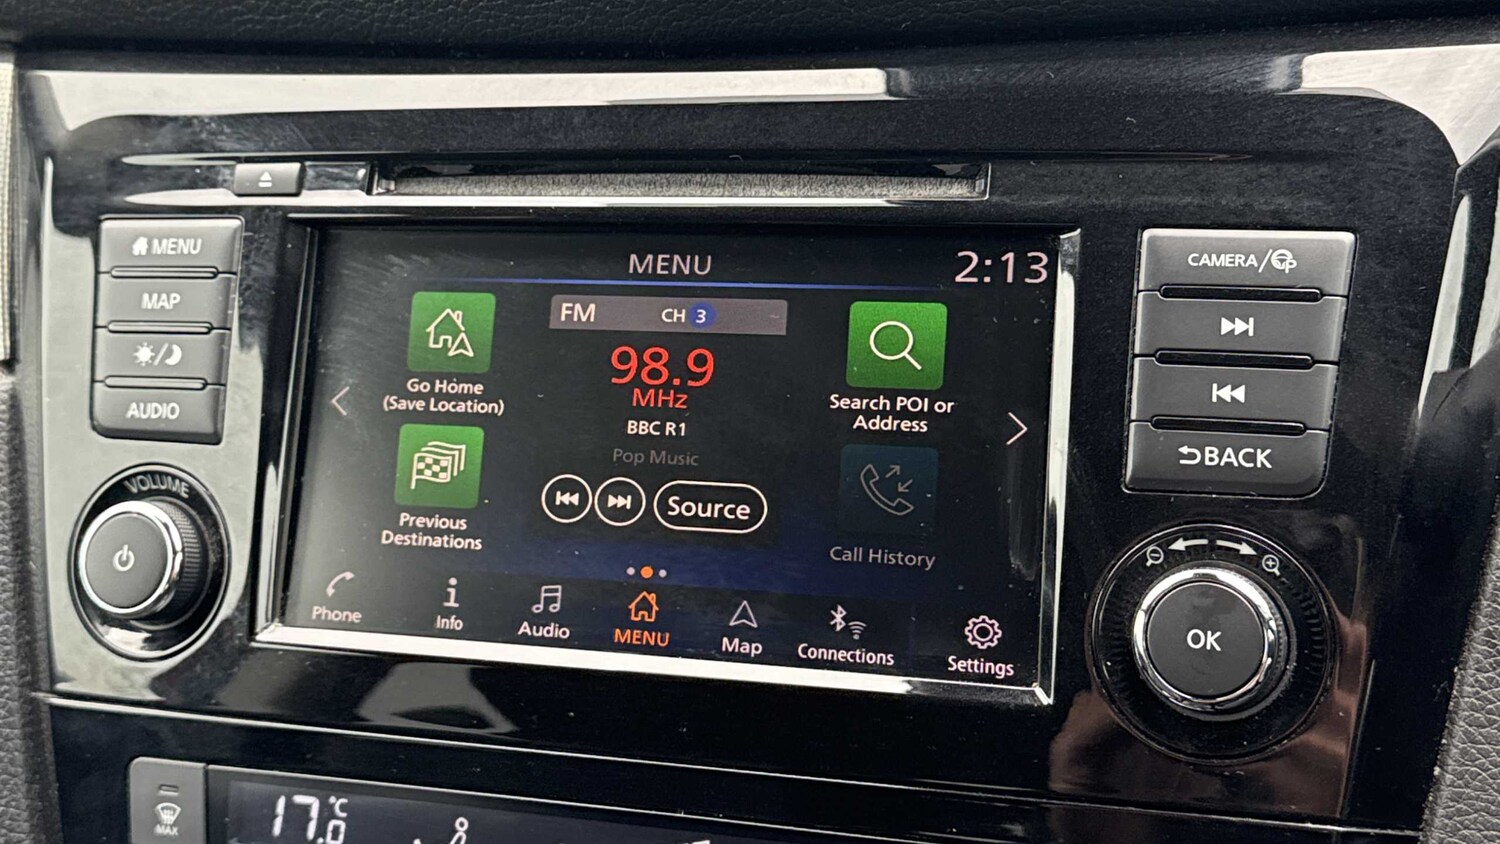 MENU
MAP
AUDIO
VOLUME
MENU
2:13
FM
CH 3
98.9
MHz
BBC R1
Pop Music
Source
Go Home
(Save Location)
Previous
Destinations
Search POI or
Address
Call History
Phone
Info
Audio
MENU
Map
Connections
Settings
CAMERA/
BACK
OK
MAX
17.0
°C